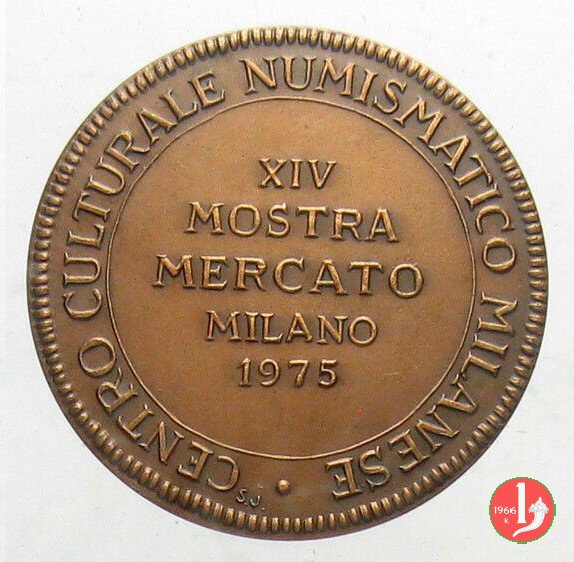 CENTRO CULTURALE NUMISMATICO MILANESE •
XIV
MOSTRA
MERCATO
MILANO
1975
S.J.
1966
K